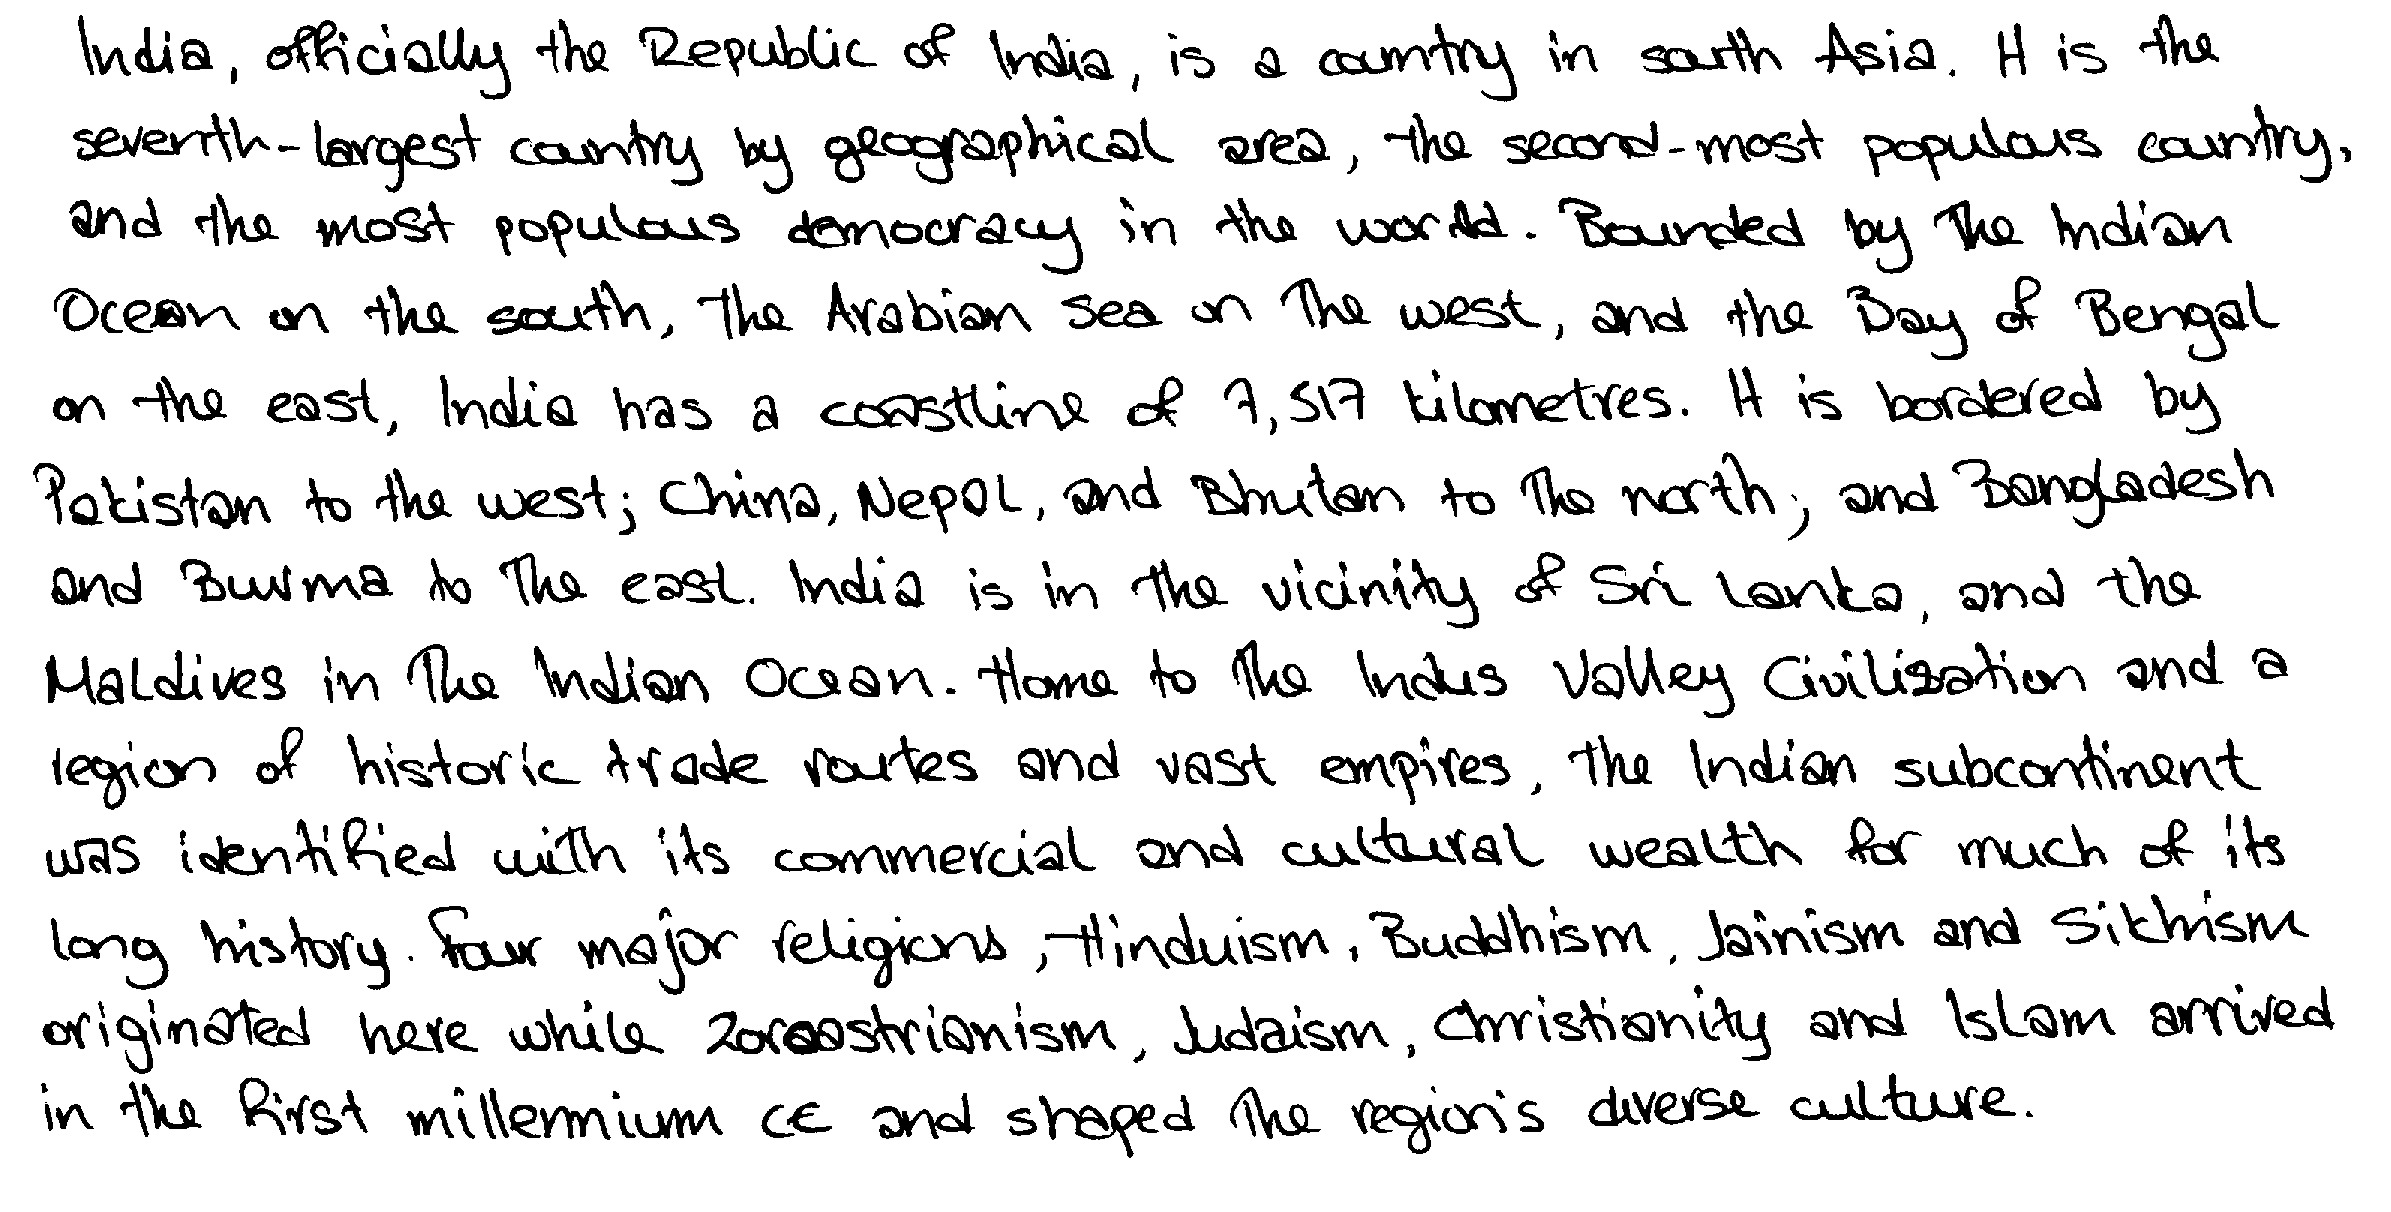 India, officially the Republic of India, is a country in south Asia. It is the
seventh-largest country by geographical area, the second-most populous country,
and the most populous democracy in the world. Bounded by the Indian
Ocean on the south, the Arabian Sea on the west, and the Bay of Bengal
on the east, India has a coastline of 7,517 kilometres. It is bordered by
Pakistan to the west; China, Nepal, and Bhutan to the north; and Bangladesh
and Burma to the east. India is in the vicinity of Sri Lanka, and the
Maldives in the Indian Ocean. Home to the Indus Valley Civilisation and a
region of historic trade routes and vast empires, the Indian subcontinent
was identified with its commercial and cultural wealth for much of its
long history. Four major religions, Hinduism, Buddhism, Jainism and Sikhism
originated here while Zoroastrianism, Judaism, Christianity and Islam arrived
in the first millennium CE and shaped the region's diverse culture.